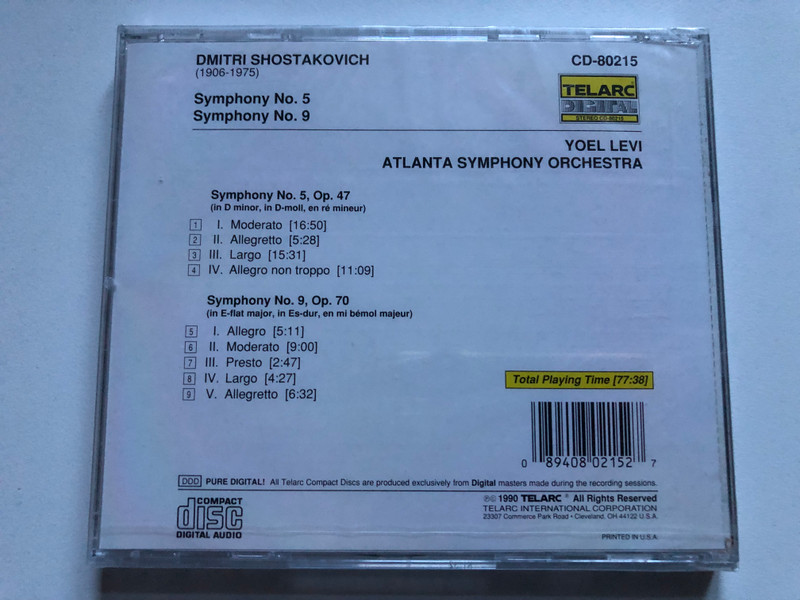 DMITRI SHOSTAKOVICH
(1906-1975)
CD-80215
Symphony No. 5
Symphony No. 9
TELARC
DIGITAL
STEREO CD-80215
YOEL LEVI
ATLANTA SYMPHONY ORCHESTRA
Symphony No. 5, Op. 47
(in D minor, in D-moll, en ré mineur)
1 I. Moderato [16:50]
2 II. Allegretto [5:28]
3 III. Largo [15:31]
4 IV. Allegro non troppo [11:09]
Symphony No. 9, Op. 70
(in E-flat major, in Es-dur, en mi bémol majeur)
5 I. Allegro [5:11]
6 II. Moderato [9:00]
7 III. Presto [2:47]
8 IV. Largo [4:27]
9 V. Allegretto [6:32]
Total Playing Time [77:38]
0 89408 02152 7
DDD PURE DIGITAL! All Telarc Compact Discs are produced exclusively from Digital masters made during the recording sessions.
COMPACT
disc
DIGITAL AUDIO
℗© 1990 TELARC ® All Rights Reserved
TELARC INTERNATIONAL CORPORATION
23307 Commerce Park Road • Cleveland, OH 44122 U.S.A.
PRINTED IN U.S.A.